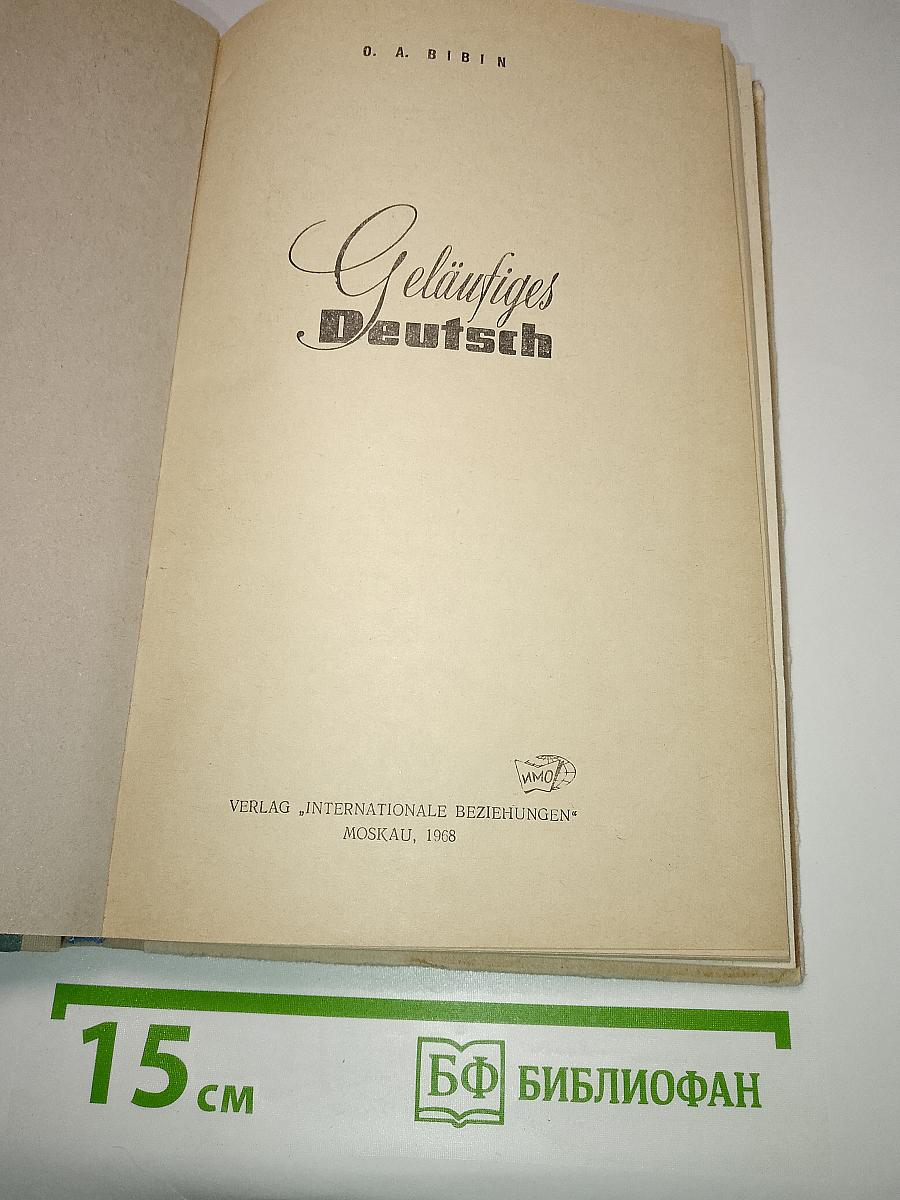 O. A. BIBIN
Geläufiges
Deutsch
ИМО
VERLAG „INTERNATIONALE BEZIEHUNGEN“
MOSKAU, 1968
15 см
БФ БИБЛИОФАН